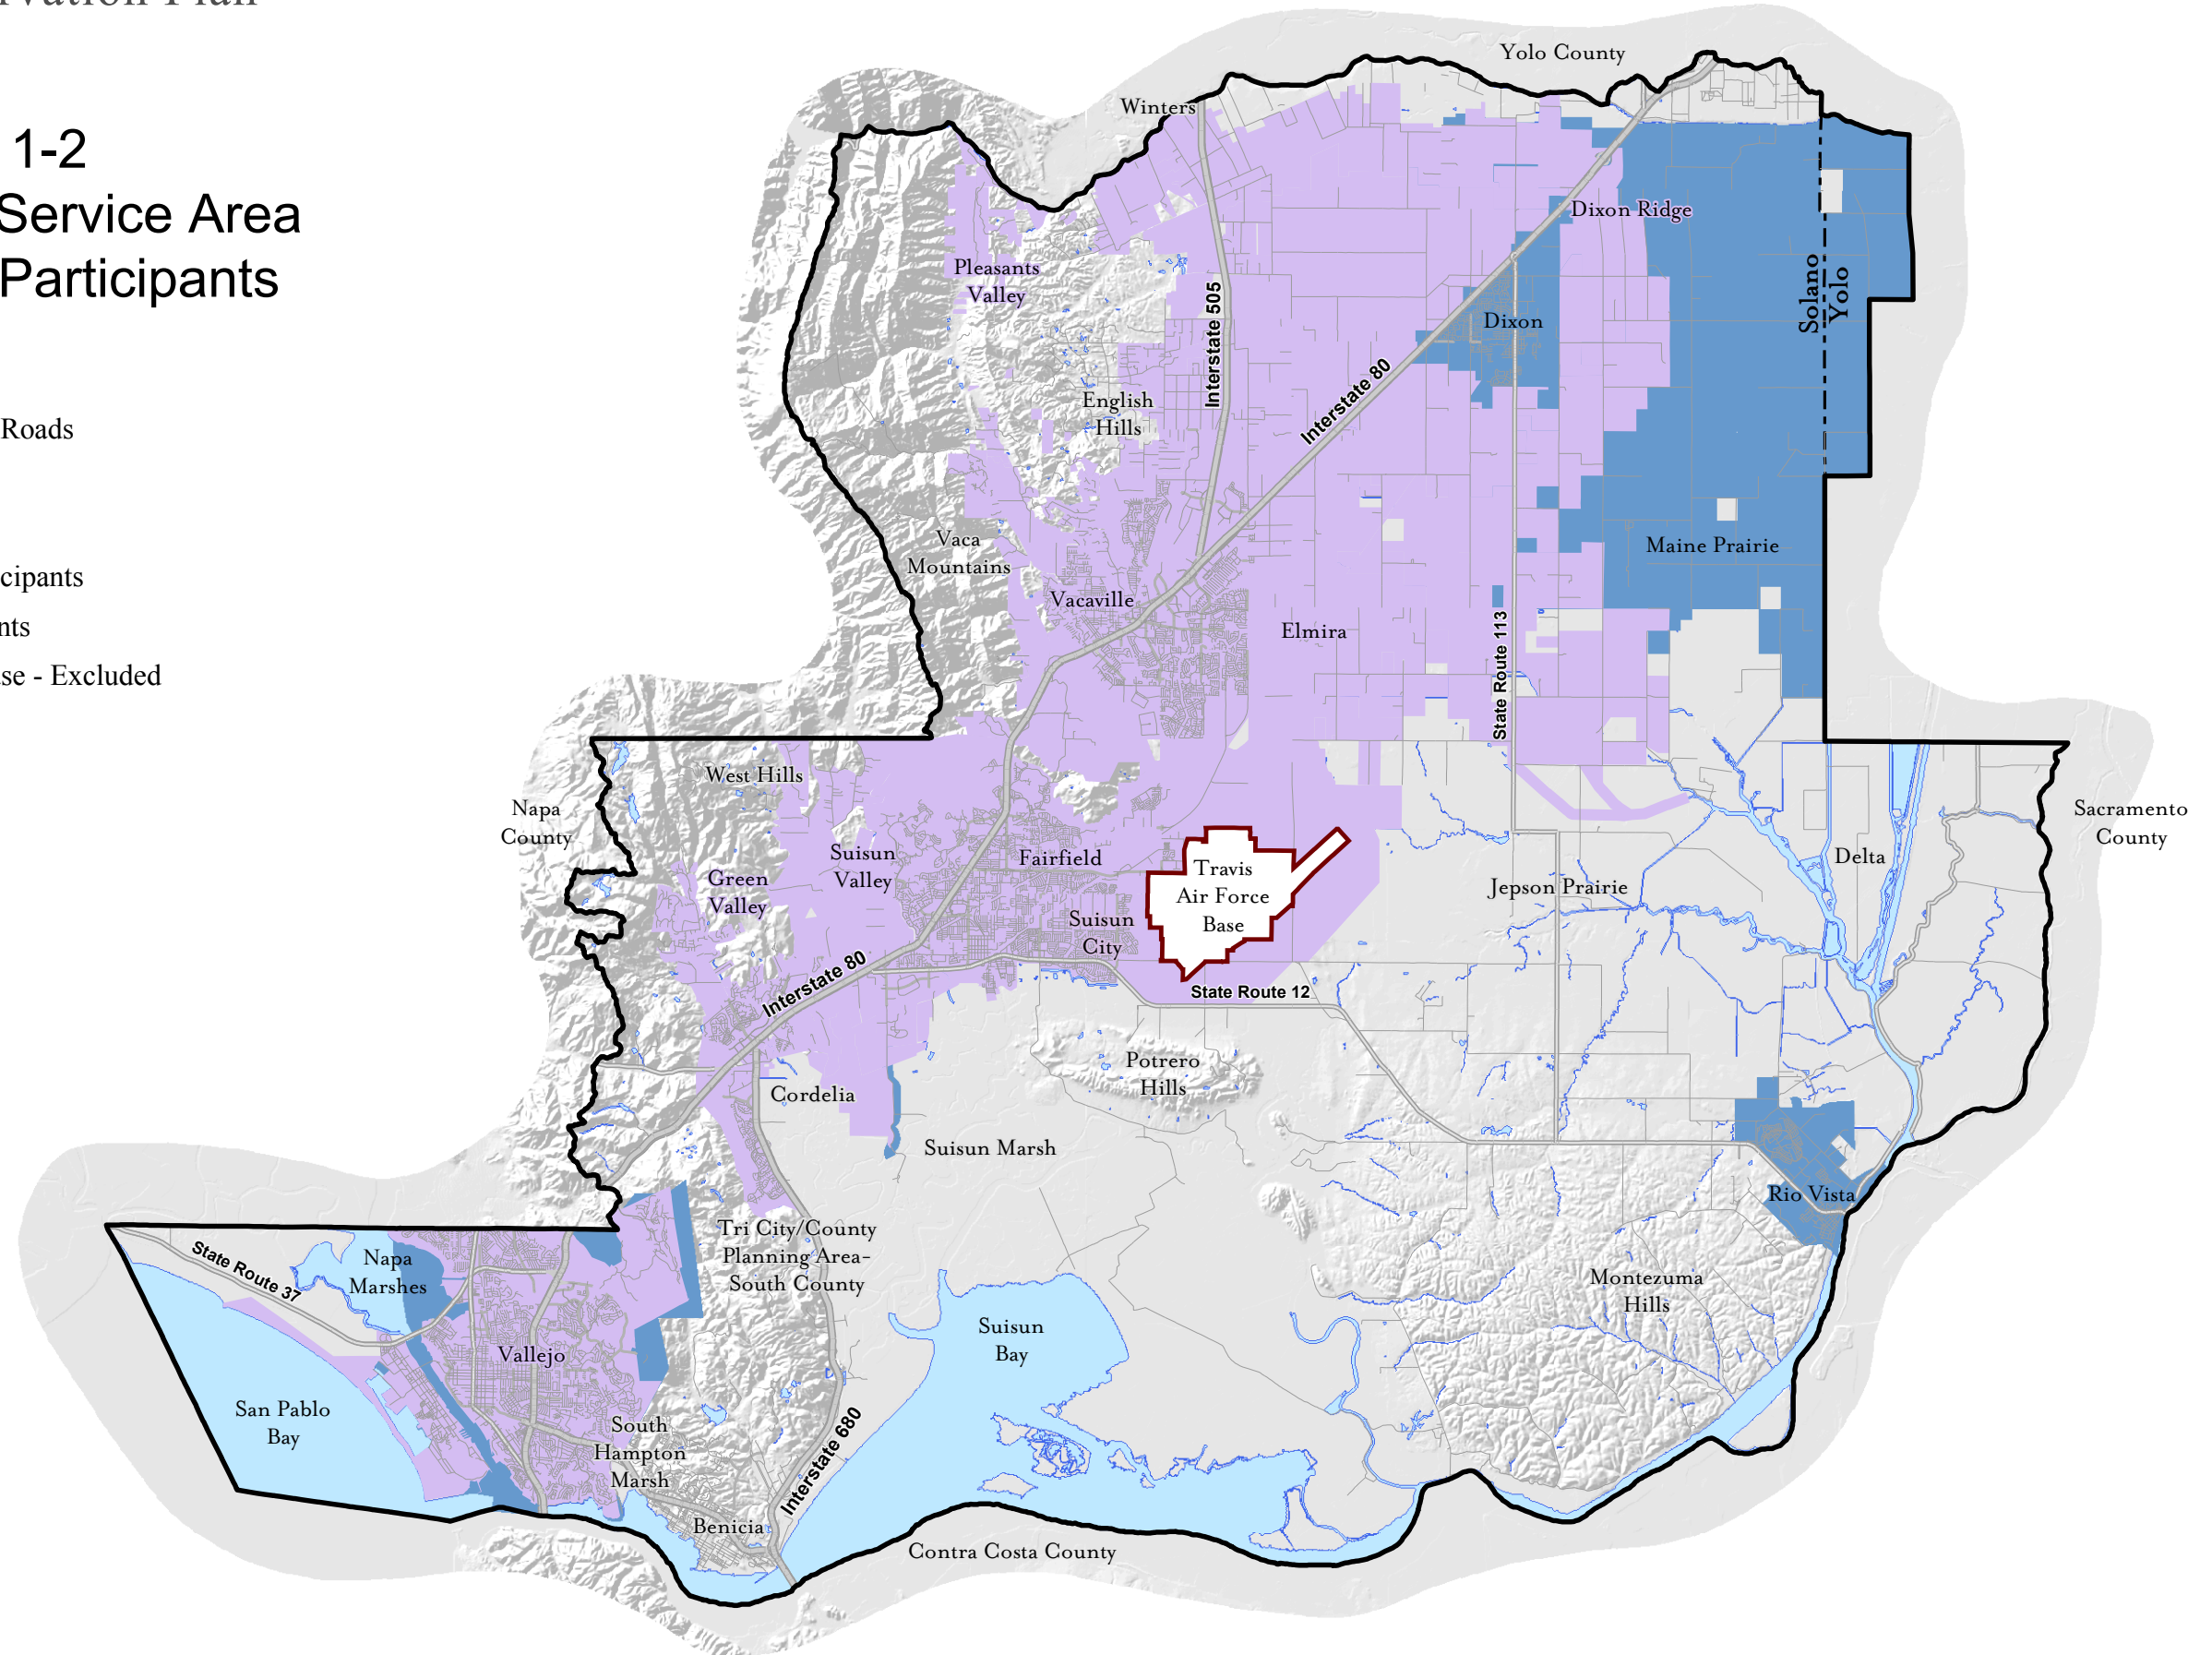 rvation Plan
1-2
Service Area
Participants
Roads
cipants
nts
se - Excluded
Yolo County
Winters
Dixon Ridge
Pleasants
Valley
Solano
Yolo
Interstate 505
Dixon
Interstate 80
English
Hills
Vaca
Mountains
Maine Prairie
Vacaville
Elmira
State Route 113
West Hills
Napa
County
Sacramento
County
Suisun
Valley
Fairfield
Travis
Air Force
Base
Delta
Green
Valley
Jepson Prairie
Suisun
City
Interstate 80
State Route 12
Potrero
Hills
Cordelia
Suisun Marsh
Rio Vista
Tri City/County
Planning Area-
South County
Napa
Marshes
State Route 37
Montezuma
Hills
Suisun
Bay
Vallejo
San Pablo
Bay
South
Hampton
Marsh
Interstate 680
Benicia
Contra Costa County